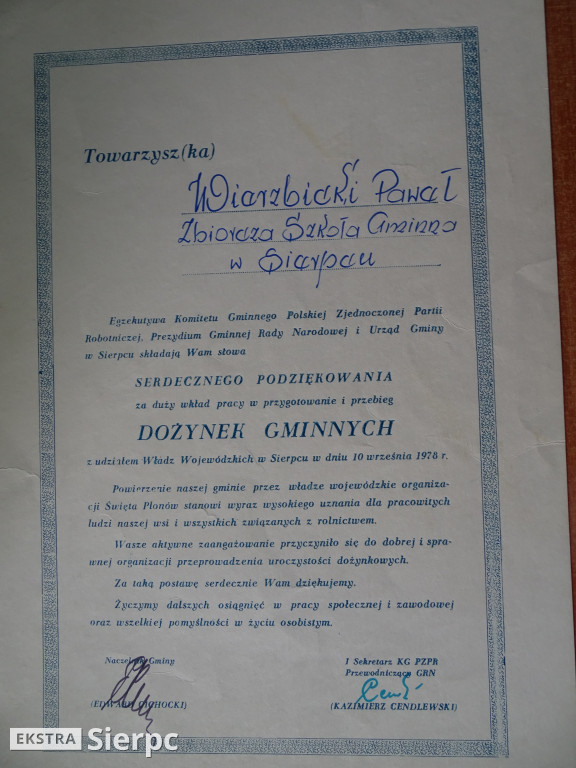 Towarzysz(ka)
Wiarzbicki Pawał
Zbiorcza Szkoła Gminna
w Siarpcu
Egzekutywa Komitetu Gminnego Polskiej Zjednoczonej Partii
Robotniczej, Prezydium Gminnej Rady Narodowej i Urząd Gminy
w Sierpcu składają Wam słowa
SERDECZNEGO PODZIĘKOWANIA
za duży wkład pracy w przygotowanie i przebieg
DOŻYNEK GMINNYCH
z udziałem Władz Wojewódzkich w Sierpcu w dniu 10 września 1978 r.
Powierzenie naszej gminie przez władze wojewódzkie organiza-
cji Święta Plonów stanowi wyraz wysokiego uznania dla pracowitych
ludzi naszej wsi i wszystkich związanych z rolnictwem.
Wasze aktywne zaangażowanie przyczyniło się do dobrej i spra-
wnej organizacji przeprowadzenia uroczystości dożynkowych.
Za taką postawę serdecznie Wam dziękujemy.
Życzymy dalszych osiągnięć w pracy społecznej i zawodowej
oraz wszelkiej pomyślności w życiu osobistym.
Naczelnik Gminy
I Sekretarz KG PZPR
Przewodniczący GRN
(KAZIMIERZ CENDLEWSKI)
EKSTRA Sierpc